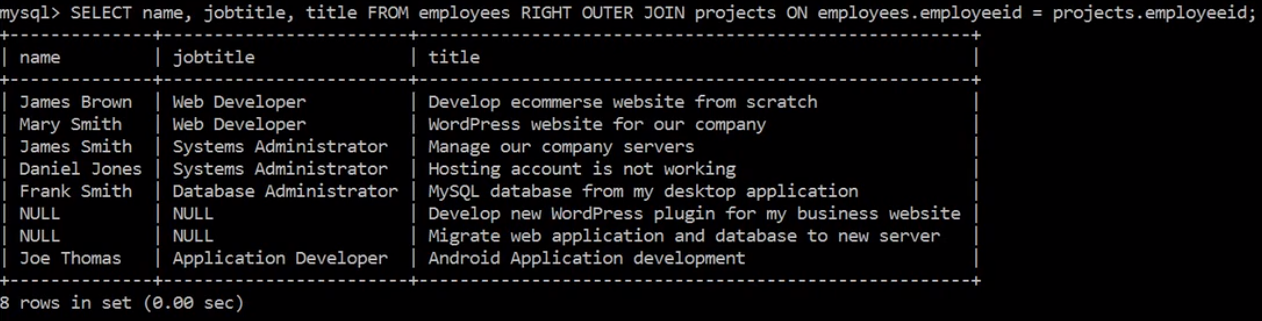 mysql> SELECT name, jobtitle, title FROM employees RIGHT OUTER JOIN projects ON employees.employeeid = projects.employeeid;
+--------------+------------------------+----------------------------------------------------+
| name         | jobtitle               | title                                              |
+--------------+------------------------+----------------------------------------------------+
| James Brown  | Web Developer          | Develop ecommerse website from scratch             |
| Mary Smith   | Web Developer          | WordPress website for our company                  |
| James Smith  | Systems Administrator  | Manage our company servers                         |
| Daniel Jones | Systems Administrator  | Hosting account is not working                     |
| Frank Smith  | Database Administrator | MySQL database from my desktop application         |
| NULL         | NULL                   | Develop new WordPress plugin for my business website |
| NULL         | NULL                   | Migrate web application and database to new server |
| Joe Thomas   | Application Developer  | Android Application development                    |
+--------------+------------------------+----------------------------------------------------+
8 rows in set (0.00 sec)